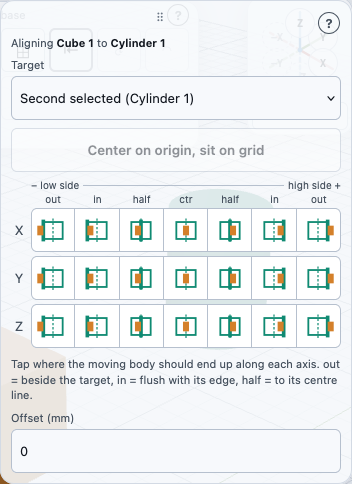 base
?
?
Z
Aligning Cube 1 to Cylinder 1
Target
Second selected (Cylinder 1)
Center on origin, sit on grid
− low side
high side +
out in half ctr half in out
X
Y
Z
Tap where the moving body should end up along each axis. out
= beside the target, in = flush with its edge, half = to its centre
line.
Offset (mm)
0